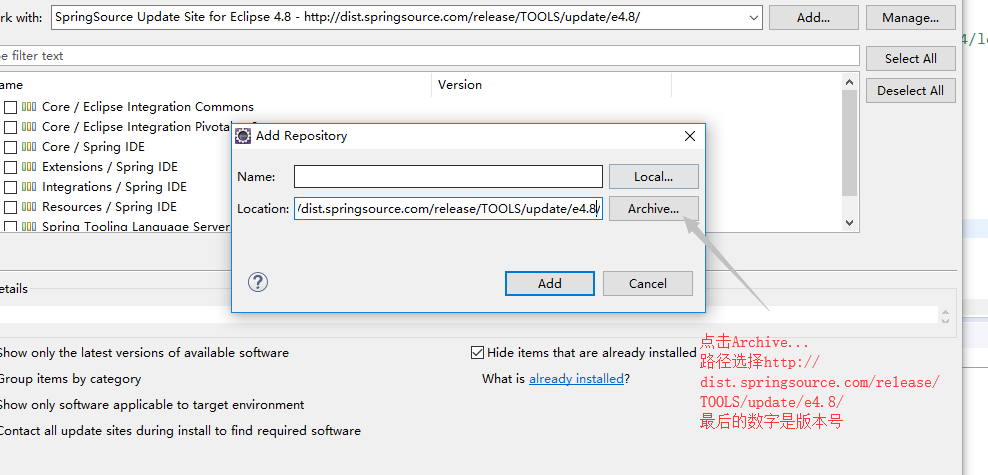 rk with: SpringSource Update Site for Eclipse 4.8 - http://dist.springsource.com/release/TOOLS/update/e4.8/ Add... Manage...
e filter text Select All
ame Version Deselect All
Core / Eclipse Integration Commons
Core / Eclipse Integration Pivotal
Core / Spring IDE
Extensions / Spring IDE
Integrations / Spring IDE
Resources / Spring IDE
Spring Tooling Language Server
Add Repository
Name: Local...
Location: /dist.springsource.com/release/TOOLS/update/e4.8/ Archive...
? Add Cancel
etails
点击Archive...
路径选择http://
dist.springsource.com/release/
TOOLS/update/e4.8/
最后的数字是版本号
Show only the latest versions of available software Hide items that are already installed
Group items by category What is already installed?
Show only software applicable to target environment
Contact all update sites during install to find required software